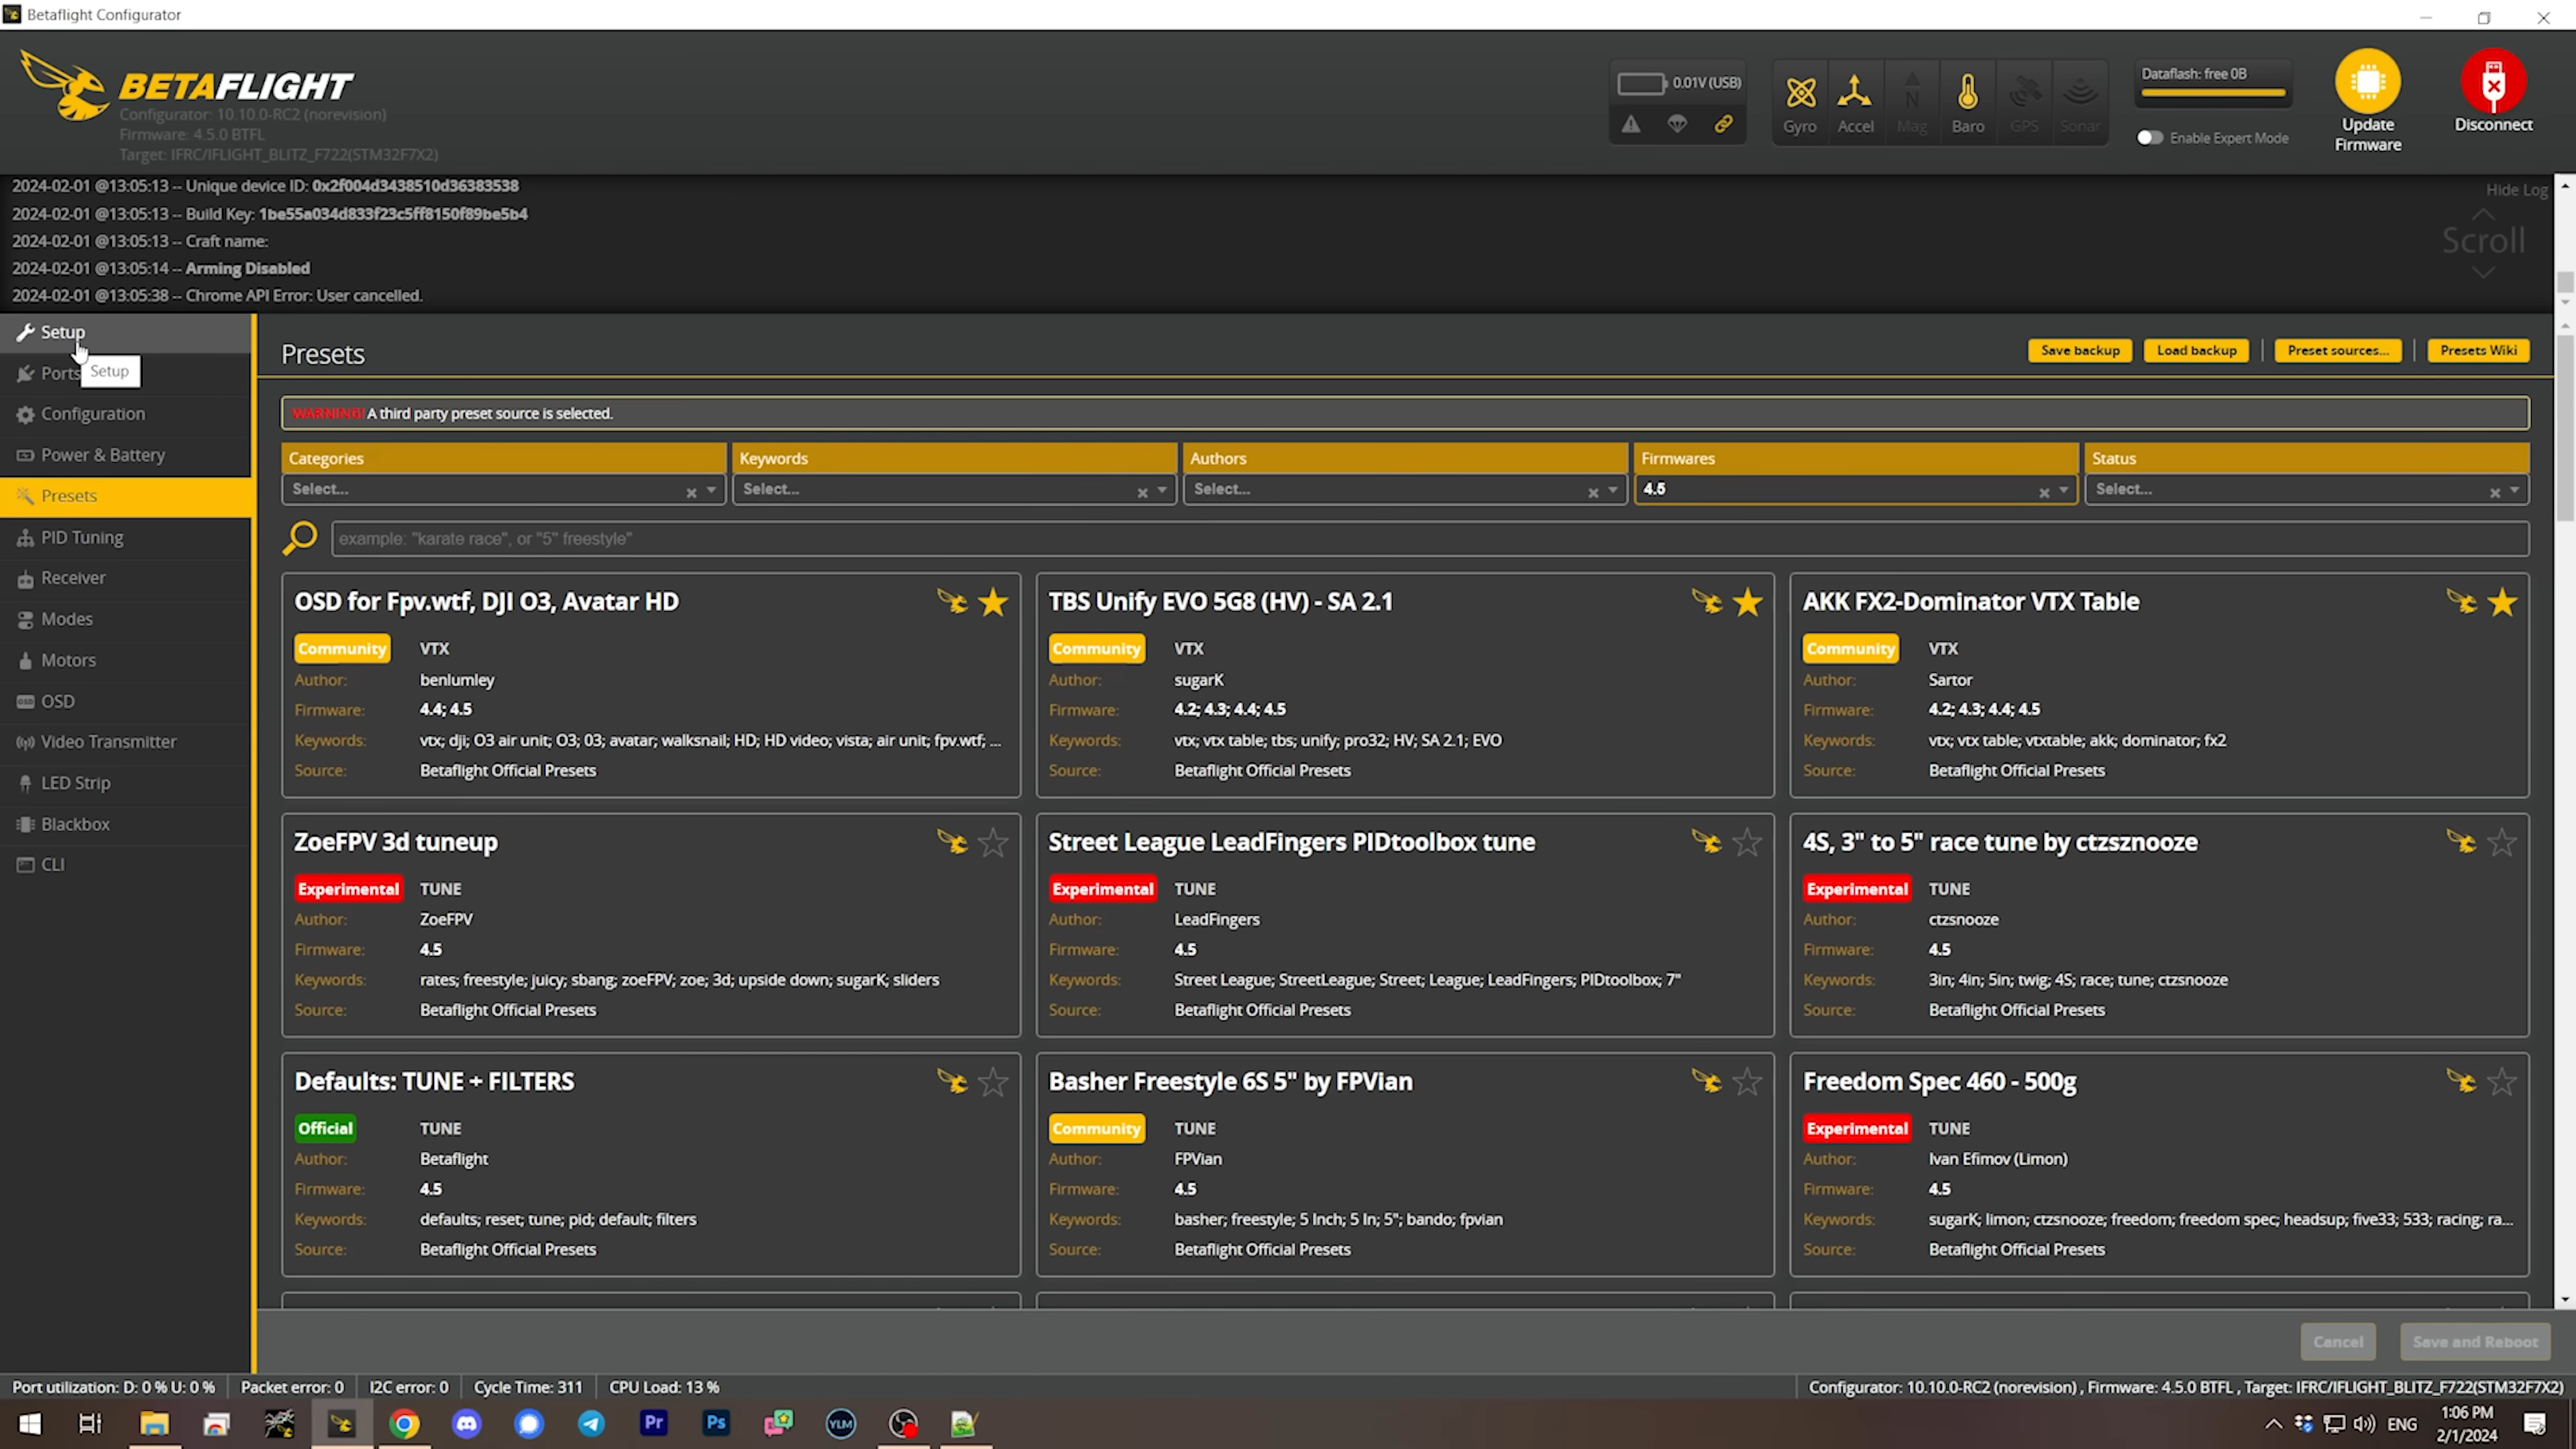 Betaflight Configurator
BETAFLIGHT
Configurator: 10.10.0-RC2 (norevision)
Firmware: 4.5.0 BTFL
Target: IFRC/IFLIGHT_BLITZ_F722(STM32F7X2)
0.01V (USB)
Gyro Accel Mag Baro GPS Sonar
N
Dataflash: free 0B
Enable Expert Mode
Update Firmware
Disconnect
2024-02-01 @13:05:13 -- Unique device ID: 0x2f004d3438510d36383538
2024-02-01 @13:05:13 -- Build Key: 1be55a034d833f23c5ff8150f89be5b4
2024-02-01 @13:05:13 -- Craft name:
2024-02-01 @13:05:14 -- Arming Disabled
2024-02-01 @13:05:38 -- Chrome API Error: User cancelled.
Hide Log
Scroll
Setup
Ports
Setup
Configuration
Power & Battery
Presets
PID Tuning
Receiver
Modes
Motors
OSD
Video Transmitter
LED Strip
Blackbox
CLI
Presets
Save backup Load backup Preset sources... Presets Wiki
WARNING! A third party preset source is selected.
Categories Keywords Authors Firmwares Status
Select... Select... Select... 4.5 Select...
example: "karate race", or "5" freestyle"
OSD for Fpv.wtf, DJI O3, Avatar HD
Community VTX
Author: benlumley
Firmware: 4.4; 4.5
Keywords: vtx; dji; O3 air unit; O3; 03; avatar; walksnail; HD; HD video; vista; air unit; fpv.wtf; ...
Source: Betaflight Official Presets
TBS Unify EVO 5G8 (HV) - SA 2.1
Community VTX
Author: sugarK
Firmware: 4.2; 4.3; 4.4; 4.5
Keywords: vtx; vtx table; tbs; unify; pro32; HV; SA 2.1; EVO
Source: Betaflight Official Presets
AKK FX2-Dominator VTX Table
Community VTX
Author: Sartor
Firmware: 4.2; 4.3; 4.4; 4.5
Keywords: vtx; vtx table; vtxtable; akk; dominator; fx2
Source: Betaflight Official Presets
ZoeFPV 3d tuneup
Experimental TUNE
Author: ZoeFPV
Firmware: 4.5
Keywords: rates; freestyle; juicy; sbang; zoeFPV; zoe; 3d; upside down; sugarK; sliders
Source: Betaflight Official Presets
Street League LeadFingers PIDtoolbox tune
Experimental TUNE
Author: LeadFingers
Firmware: 4.5
Keywords: Street League; StreetLeague; Street; League; LeadFingers; PIDtoolbox; 7"
Source: Betaflight Official Presets
4S, 3" to 5" race tune by ctzsznooze
Experimental TUNE
Author: ctzsnooze
Firmware: 4.5
Keywords: 3in; 4in; 5in; twig; 4S; race; tune; ctzsnooze
Source: Betaflight Official Presets
Defaults: TUNE + FILTERS
Official TUNE
Author: Betaflight
Firmware: 4.5
Keywords: defaults; reset; tune; pid; default; filters
Source: Betaflight Official Presets
Basher Freestyle 6S 5" by FPVian
Community TUNE
Author: FPVian
Firmware: 4.5
Keywords: basher; freestyle; 5 Inch; 5 In; 5"; bando; fpvian
Source: Betaflight Official Presets
Freedom Spec 460 - 500g
Experimental TUNE
Author: Ivan Efimov (Limon)
Firmware: 4.5
Keywords: sugarK; limon; ctzsnooze; freedom; freedom spec; headsup; five33; 533; racing; ra...
Source: Betaflight Official Presets
Cancel Save and Reboot
Port utilization: D: 0 % U: 0 % Packet error: 0 I2C error: 0 Cycle Time: 311 CPU Load: 13 %
Configurator: 10.10.0-RC2 (norevision) , Firmware: 4.5.0 BTFL , Target: IFRC/IFLIGHT_BLITZ_F722(STM32F7X2)
Pr Ps YLM
ENG
1:06 PM
2/1/2024